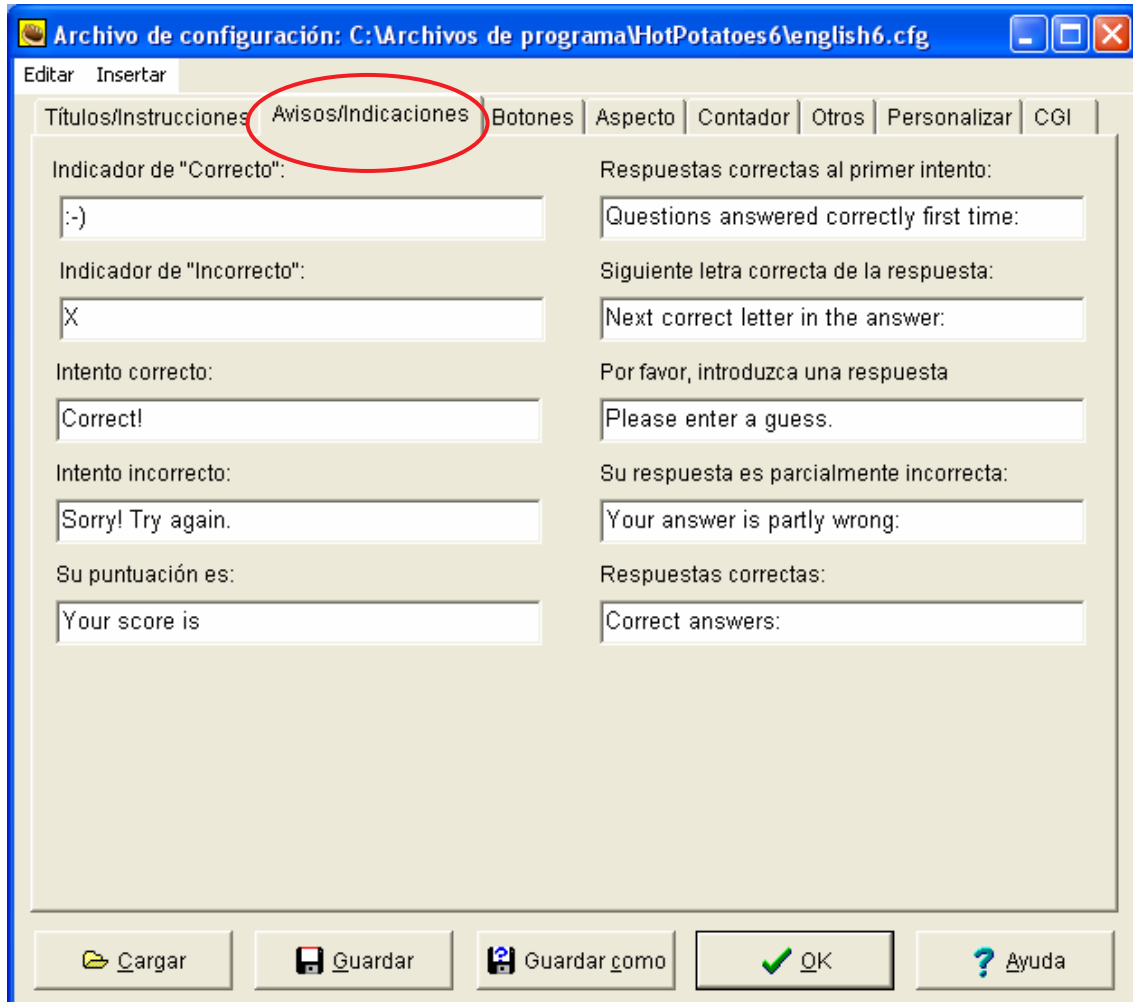 Archivo de configuración: C:\Archivos de programa\HotPotatoes6\english6.cfg
Editar Insertar
Títulos/Instrucciones Avisos/Indicaciones Botones Aspecto Contador Otros Personalizar CGI
Indicador de "Correcto":
:-)
Indicador de "Incorrecto":
X
Intento correcto:
Correct!
Intento incorrecto:
Sorry! Try again.
Su puntuación es:
Your score is
Respuestas correctas al primer intento:
Questions answered correctly first time:
Siguiente letra correcta de la respuesta:
Next correct letter in the answer:
Por favor, introduzca una respuesta
Please enter a guess.
Su respuesta es parcialmente incorrecta:
Your answer is partly wrong:
Respuestas correctas:
Correct answers:
Cargar Guardar Guardar como OK Ayuda